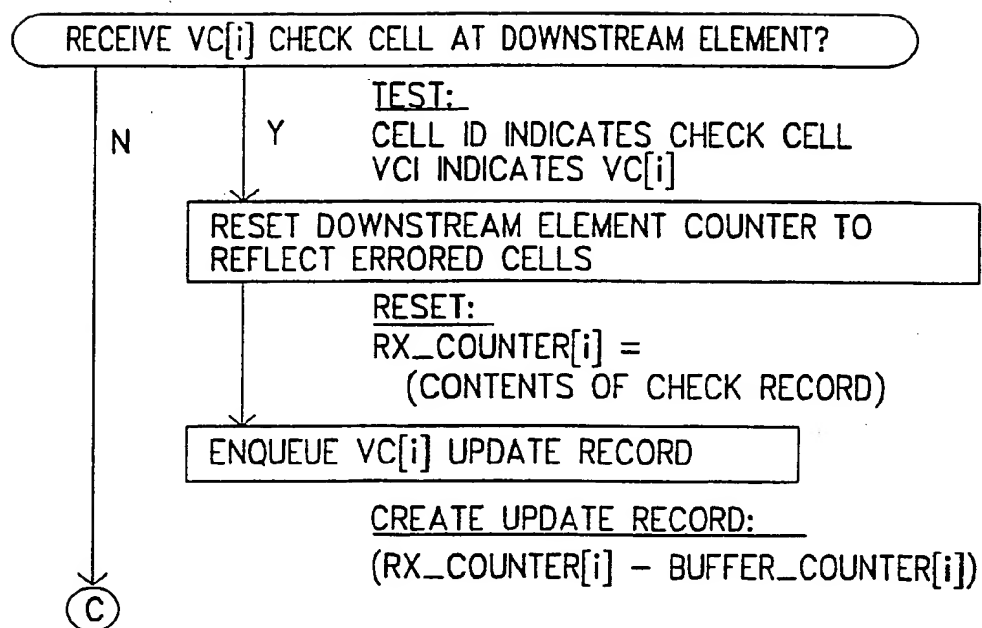 RECEIVE VC[i] CHECK CELL AT DOWNSTREAM ELEMENT?
N
Y
TEST:
CELL ID INDICATES CHECK CELL
VCI INDICATES VC[i]
RESET DOWNSTREAM ELEMENT COUNTER TO
REFLECT ERRORED CELLS
RESET:
RX_COUNTER[i] =
(CONTENTS OF CHECK RECORD)
ENQUEUE VC[i] UPDATE RECORD
CREATE UPDATE RECORD:
(RX_COUNTER[i] – BUFFER_COUNTER[i])
C